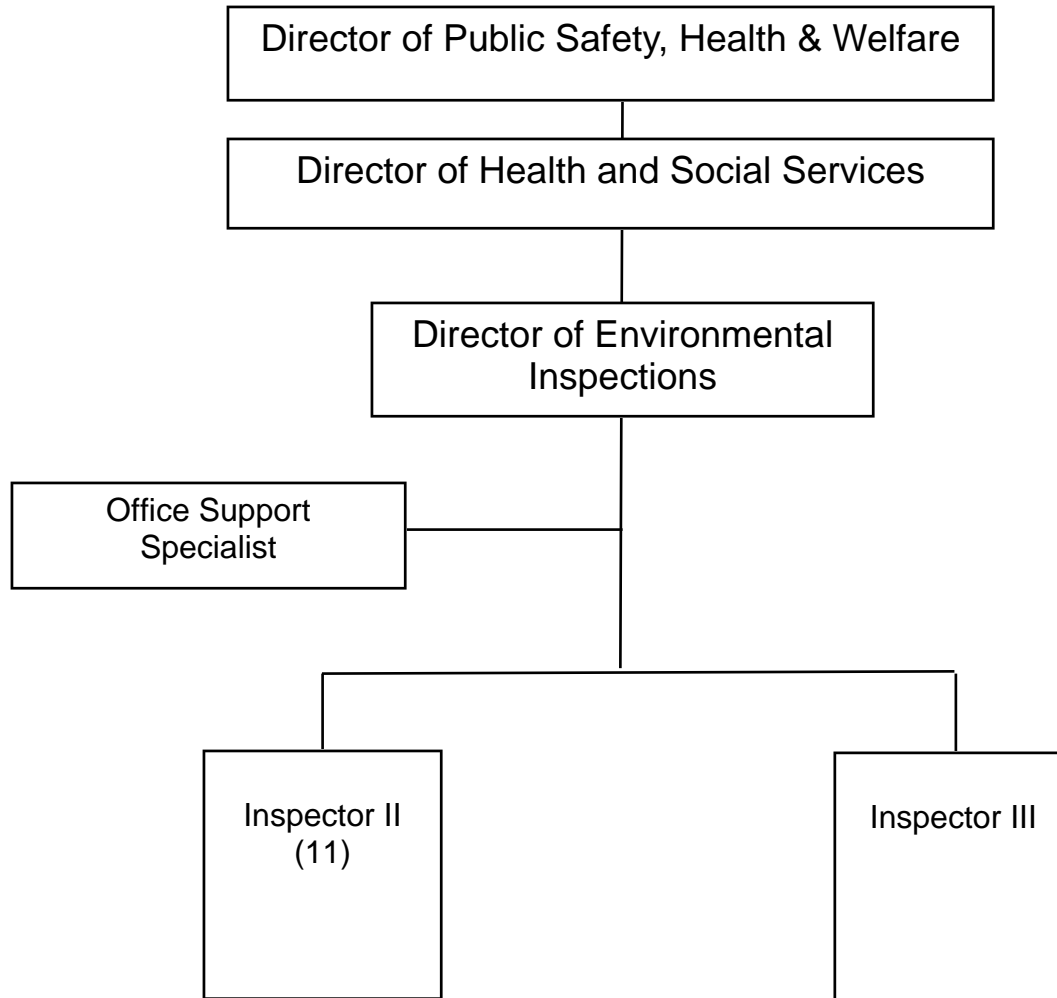 Director of Public Safety, Health & Welfare
Director of Health and Social Services
Director of Environmental
Inspections
Office Support
Specialist
Inspector II
(11)
Inspector III